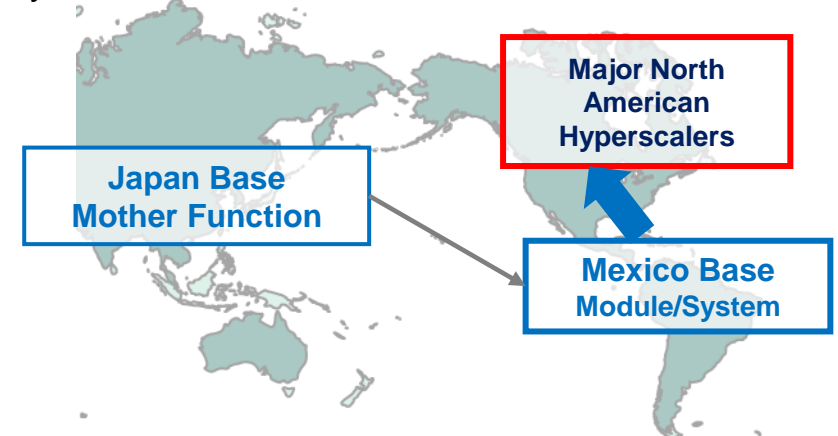 Major North
American
Hyperscalers
Japan Base
Mother Function
Mexico Base
Module/System